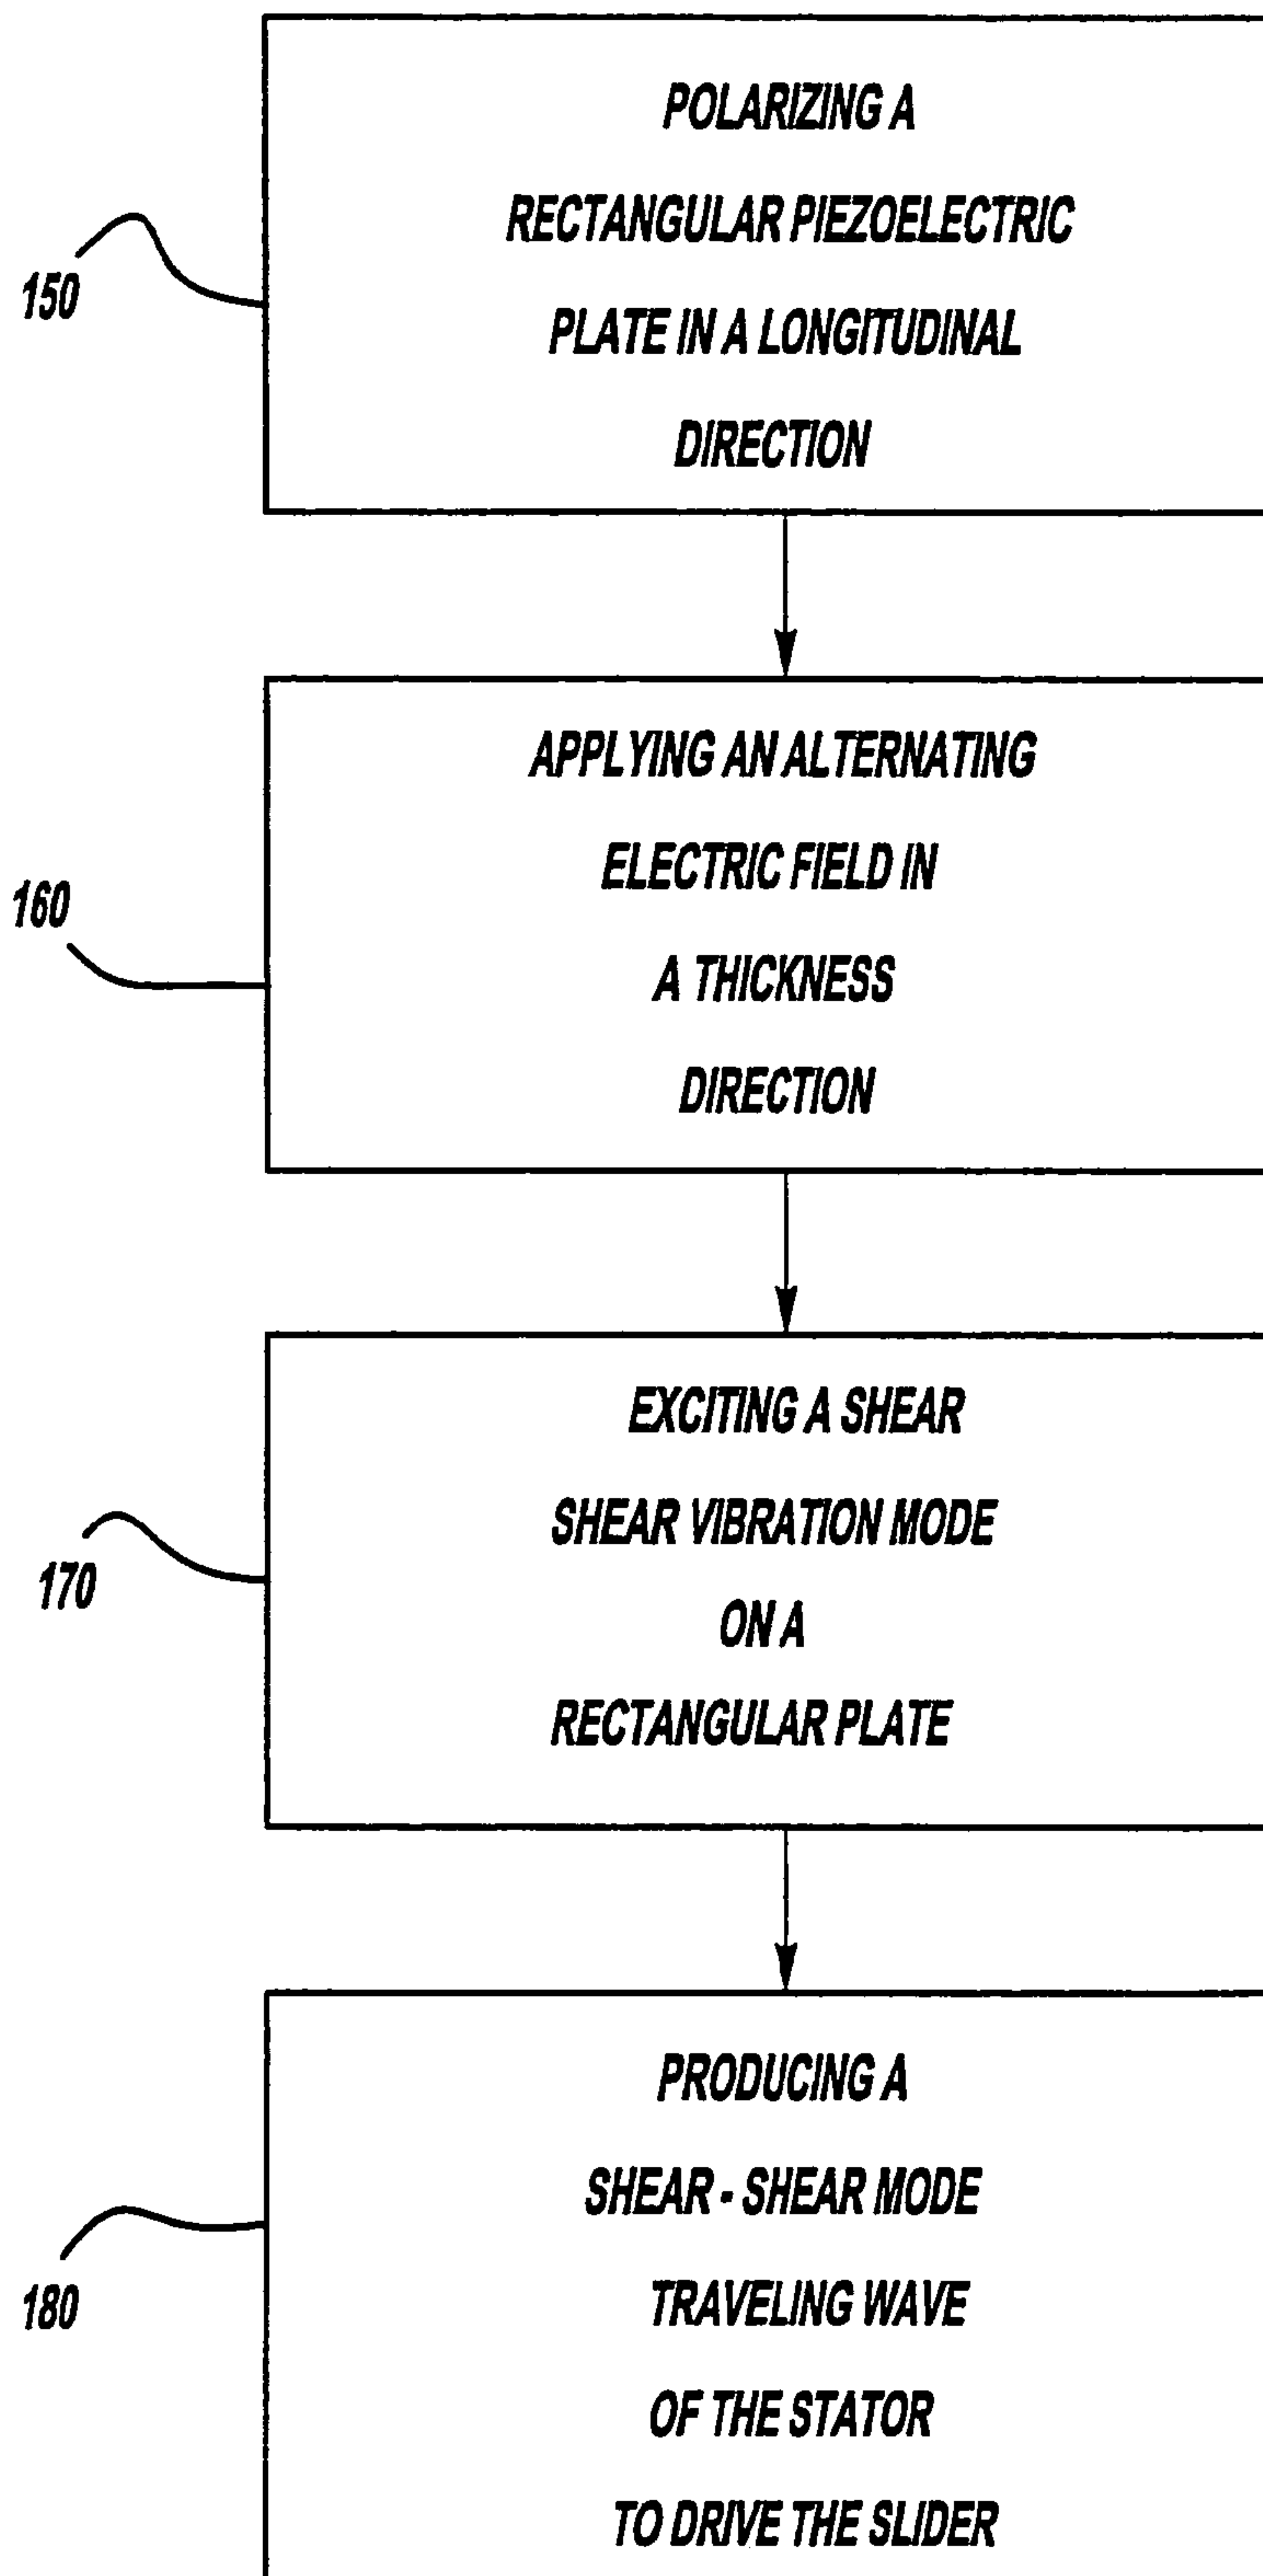 POLARIZING A
RECTANGULAR PIEZOELECTRIC
PLATE IN A LONGITUDINAL
DIRECTION
150
APPLYING AN ALTERNATING
ELECTRIC FIELD IN
A THICKNESS
DIRECTION
160
EXCITING A SHEAR
SHEAR VIBRATION MODE
ON A
RECTANGULAR PLATE
170
PRODUCING A
SHEAR - SHEAR MODE
TRAVELING WAVE
OF THE STATOR
TO DRIVE THE SLIDER
180